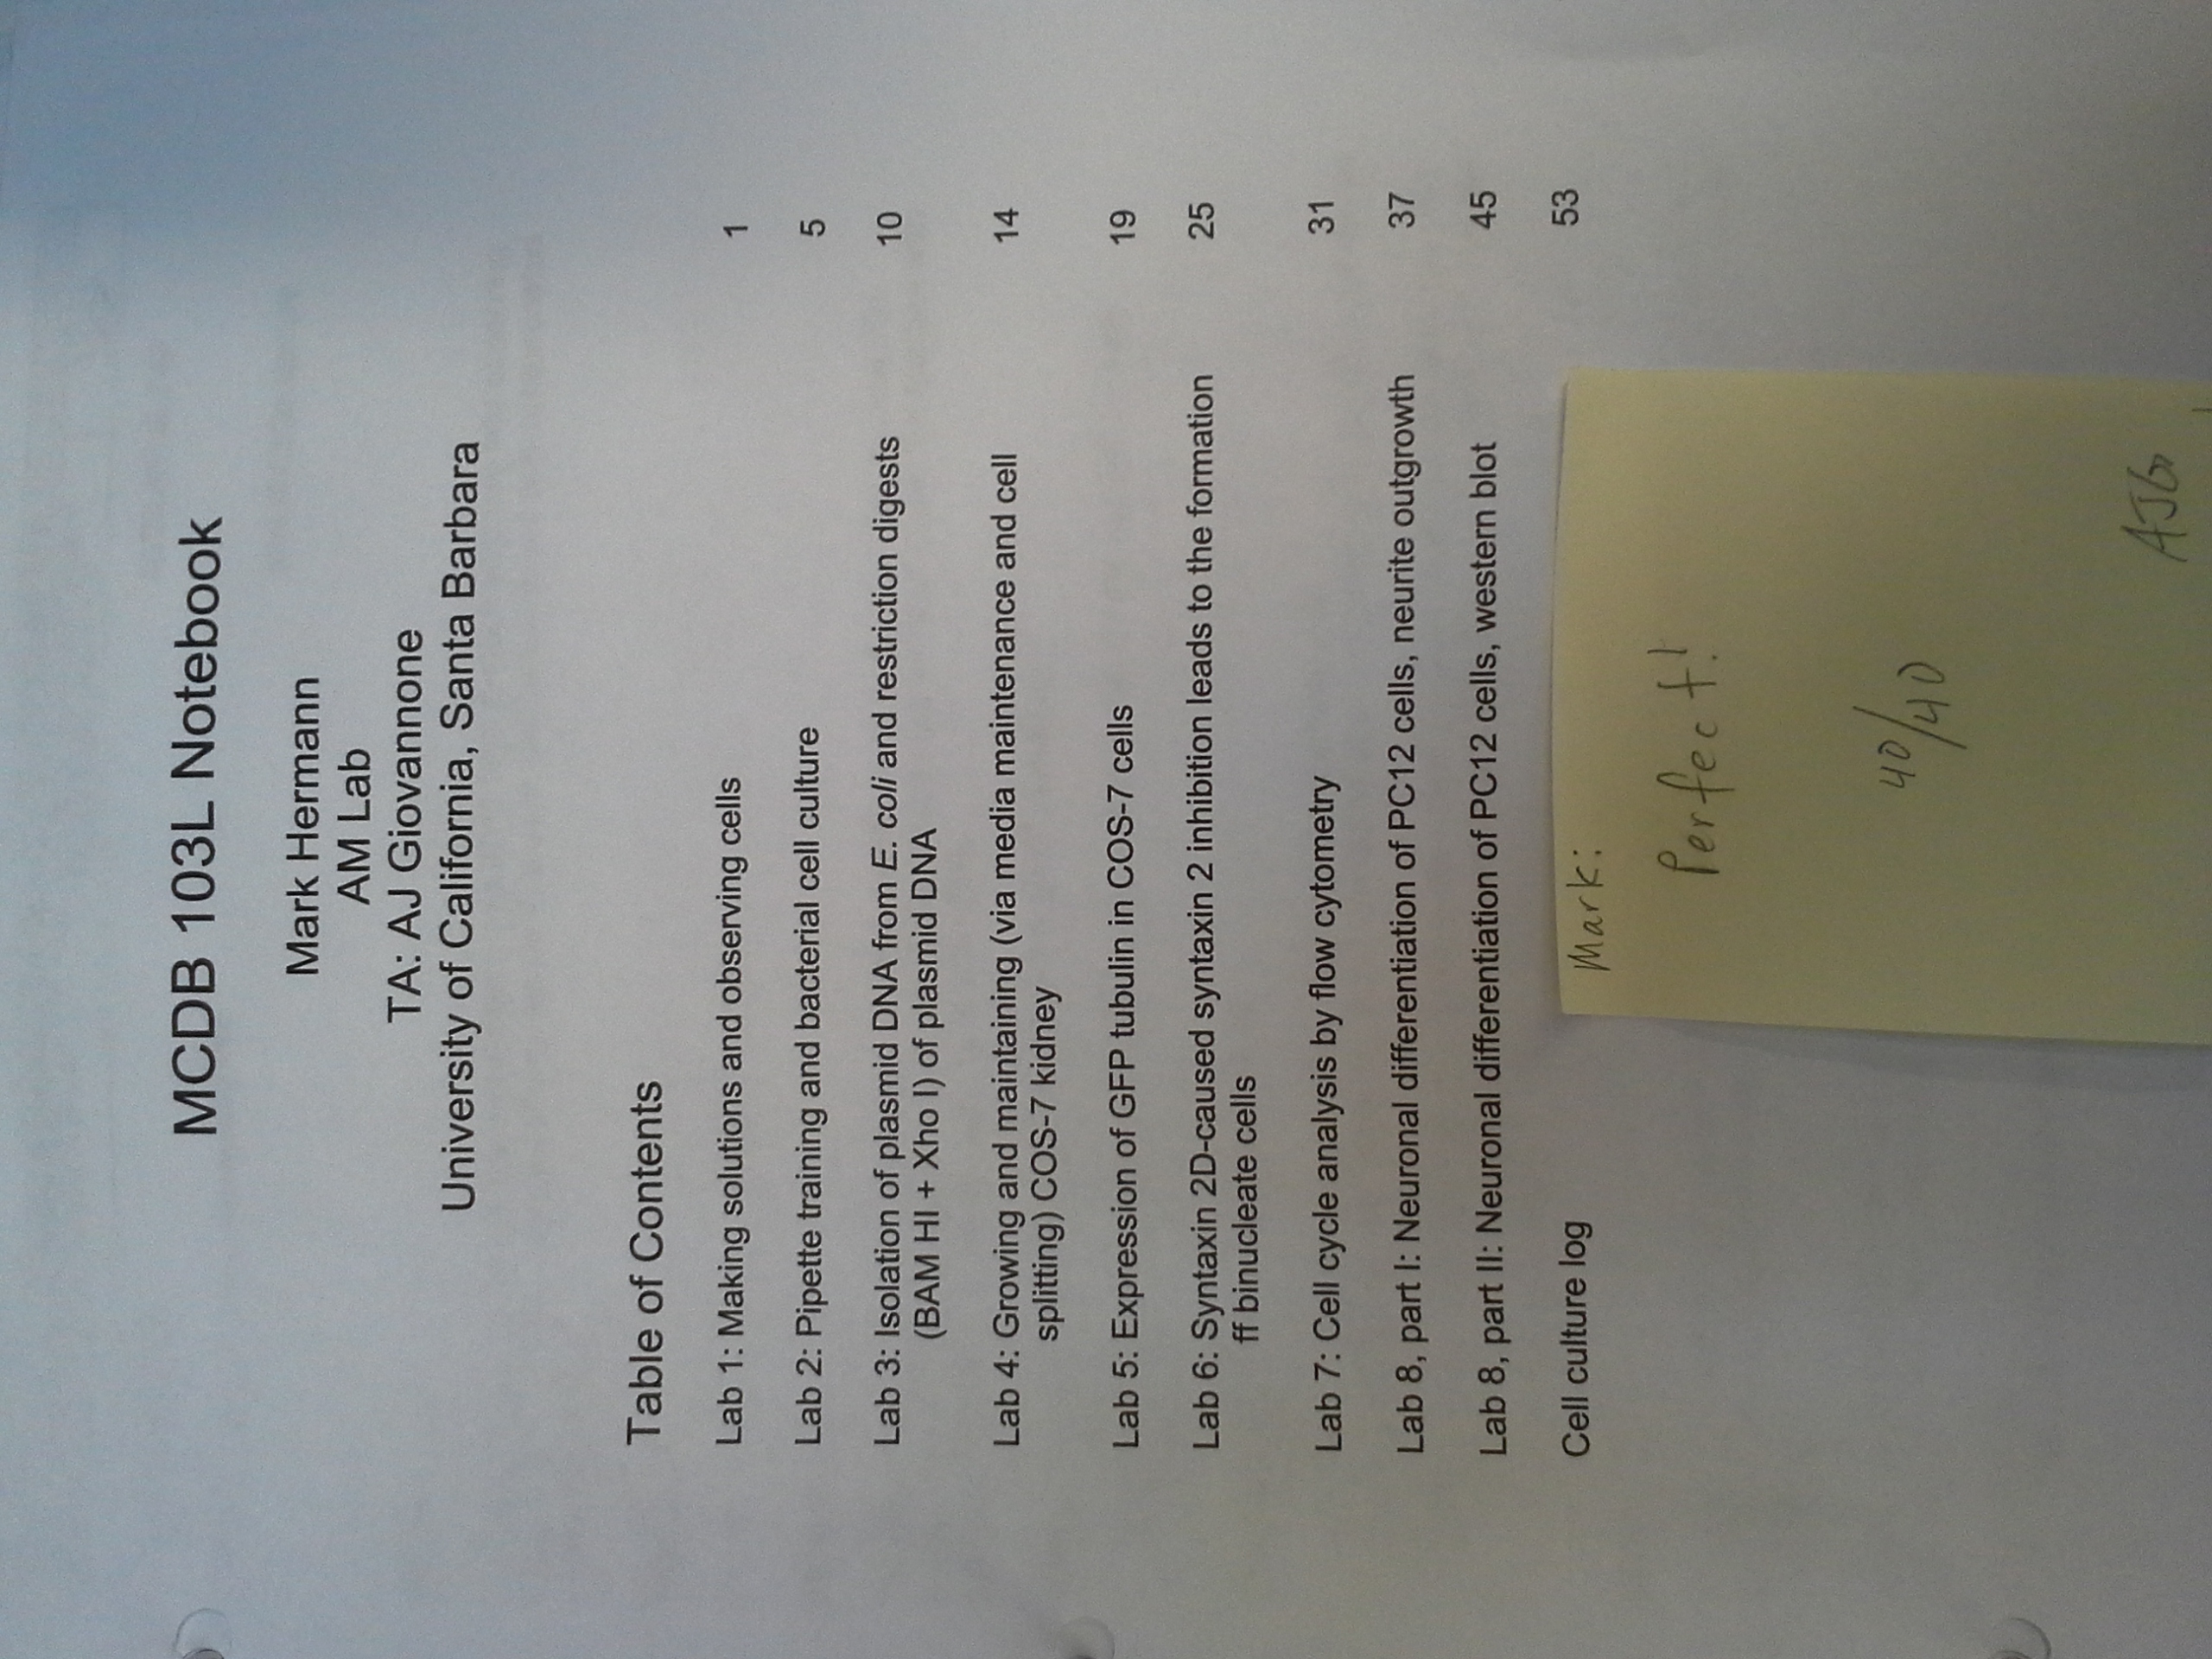 MCDB 103L Notebook
Mark Hermann
AM Lab
TA: AJ Giovannone
University of California, Santa Barbara
Table of Contents
Lab 1: Making solutions and observing cells 1
Lab 2: Pipette training and bacterial cell culture 5
Lab 3: Isolation of plasmid DNA from E. coli and restriction digests 10
(BAM HI + Xho I) of plasmid DNA
Lab 4: Growing and maintaining (via media maintenance and cell 14
splitting) COS-7 kidney
Lab 5: Expression of GFP tubulin in COS-7 cells 19
Lab 6: Syntaxin 2D-caused syntaxin 2 inhibition leads to the formation 25
ff binucleate cells
Lab 7: Cell cycle analysis by flow cytometry 31
Lab 8, part I: Neuronal differentiation of PC12 cells, neurite outgrowth 37
Lab 8, part II: Neuronal differentiation of PC12 cells, western blot 45
Cell culture log 53
Mark:
Perfect!
40/40
AJG